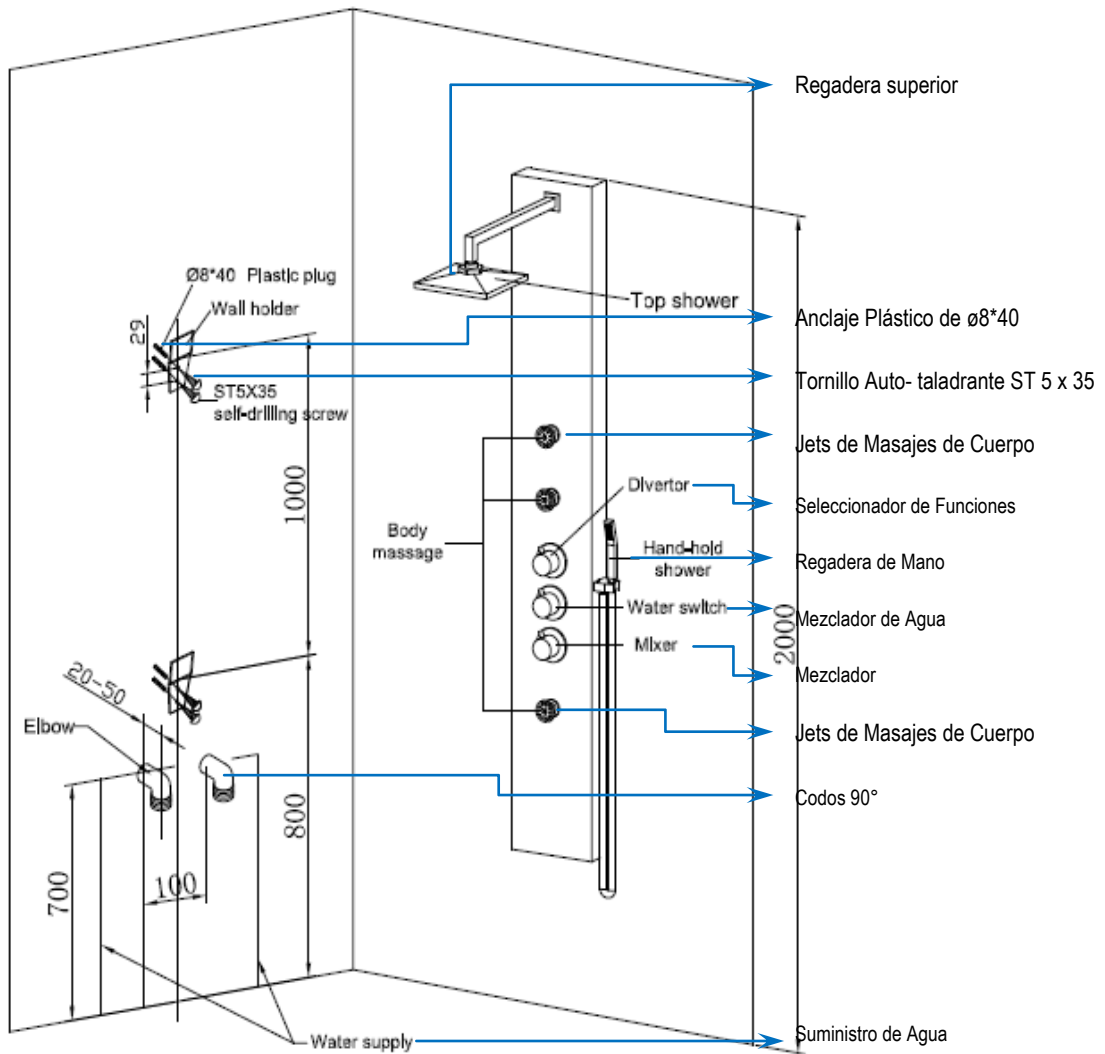 Regadera superior
Ø8*40 Plastic plug
Wall holder
29
ST5X35
self-drilling screw
Top shower
Anclaje Plástico de ø8*40
Tornillo Auto- taladrante ST 5 x 35
Jets de Masajes de Cuerpo
1000
Divertor
Seleccionador de Funciones
Body
massage
Hand-hold
shower
Regadera de Mano
Water switch
Mezclador de Agua
2000
Mixer
Mezclador
20-50
Elbow
Jets de Masajes de Cuerpo
Codos 90°
800
700
100
Water supply
Suministro de Agua